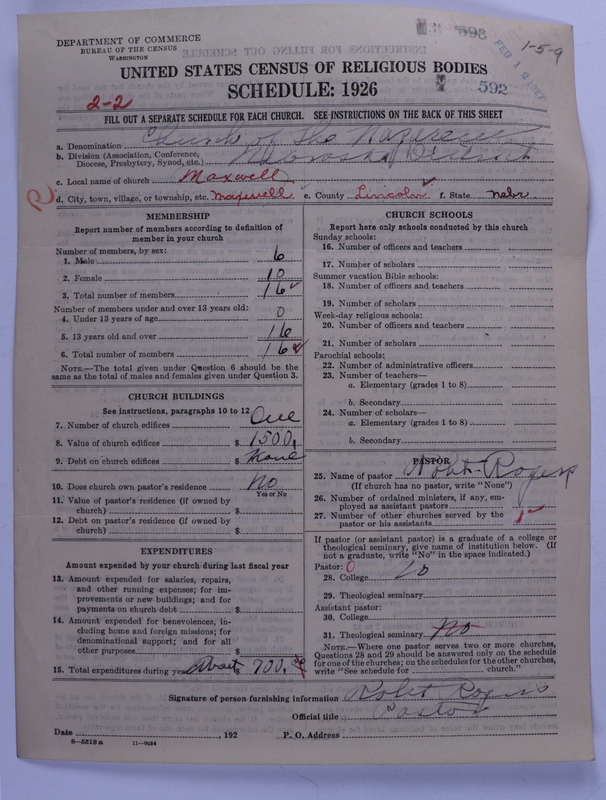 DEPARTMENT OF COMMERCE
BUREAU OF THE CENSUS
WASHINGTON
593
FEB 19 1927
1-5-9
592
UNITED STATES CENSUS OF RELIGIOUS BODIES
SCHEDULE: 1926
2-2
FILL OUT A SEPARATE SCHEDULE FOR EACH CHURCH. SEE INSTRUCTIONS ON THE BACK OF THIS SHEET
a. Denomination Church of the Nazarene
b. Division (Association, Conference, Diocese, Presbytery, Synod, etc.) Nebraska District
c. Local name of church Maxwell
d. City, town, village, or township, etc. Maxwell e. County Lincoln f. State Nebr
MEMBERSHIP
Report number of members according to definition of member in your church
Number of members, by sex:
1. Male 6
2. Female 10
3. Total number of members 16
Number of members under and over 13 years old:
4. Under 13 years of age 0
5. 13 years old and over 16
6. Total number of members 16
NOTE.—The total given under Question 6 should be the same as the total of males and females given under Question 3.
CHURCH BUILDINGS
See instructions, paragraphs 10 to 12
7. Number of church edifices One
8. Value of church edifices $ 1500.
9. Debt on church edifices $ None
10. Does church own pastor's residence No
Yes or No
11. Value of pastor's residence (if owned by church) $
12. Debt on pastor's residence (if owned by church) $
EXPENDITURES
Amount expended by your church during last fiscal year
13. Amount expended for salaries, repairs, and other running expenses; for improvements or new buildings; and for payments on church debt $
14. Amount expended for benevolences, including home and foreign missions; for denominational support; and for all other purposes $
15. Total expenditures during year About 700.
CHURCH SCHOOLS
Report here only schools conducted by this church
Sunday schools:
16. Number of officers and teachers
17. Number of scholars
Summer vacation Bible schools:
18. Number of officers and teachers
19. Number of scholars
Week-day religious schools:
20. Number of officers and teachers
21. Number of scholars
Parochial schools:
22. Number of administrative officers
23. Number of teachers—
a. Elementary (grades 1 to 8)
b. Secondary
24. Number of scholars—
a. Elementary (grades 1 to 8)
b. Secondary
PASTOR
25. Name of pastor Robt Rogers
(If church has no pastor, write "None")
26. Number of ordained ministers, if any, employed as assistant pastors
27. Number of other churches served by the pastor or his assistants
If pastor (or assistant pastor) is a graduate of a college or theological seminary, give name of institution below. (If not a graduate, write "No" in the space indicated.)
Pastor: 0
28. College
29. Theological seminary
Assistant pastor:
30. College
31. Theological seminary No
NOTE.—Where one pastor serves two or more churches, Questions 28 and 29 should be answered only on the schedule for one of the churches; on the schedules for the other churches, write "See schedule for church."
Signature of person furnishing information Robt Rogers
Official title Pastor
Date , 192 P. O. Address
8-5318a 11-9034